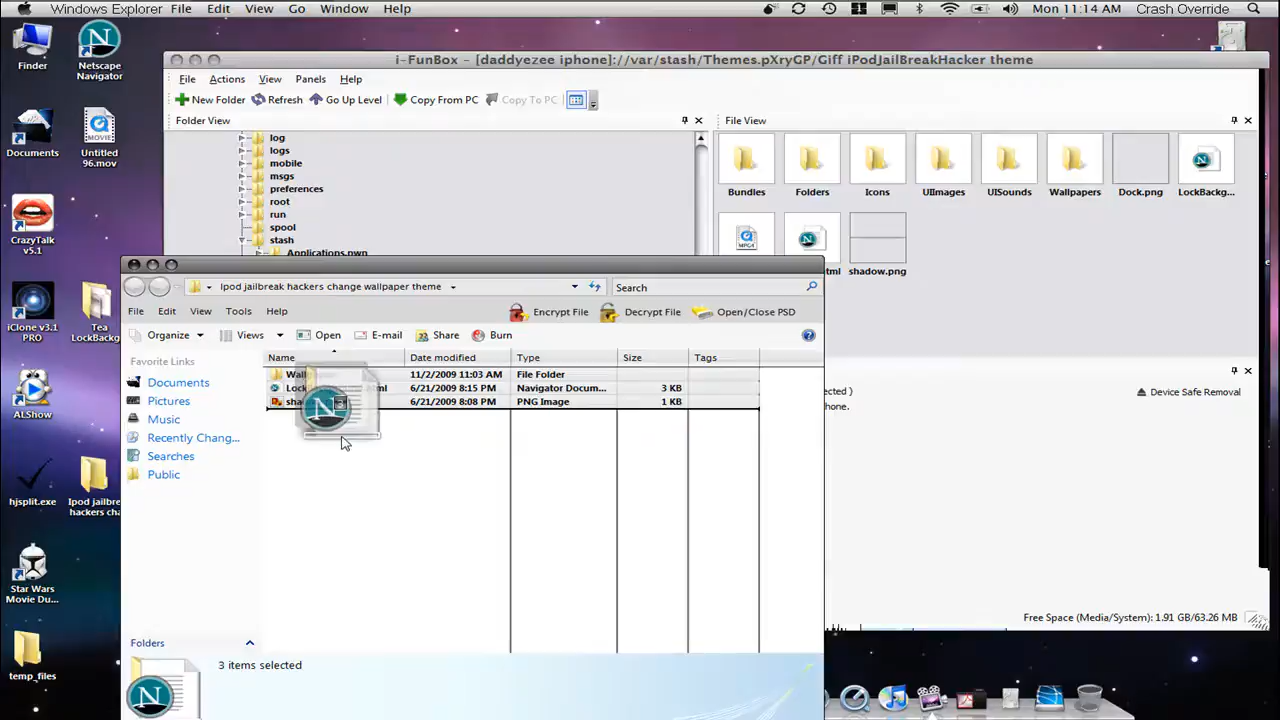 Windows Explorer File Edit View Go Window Help Mon 11:14 AM Crash Override
Finder
Netscape
Navigator
Documents
MOVIE
Untitled
96.mov
CrazyTalk
v5.1
iClone v3.1
PRO
Tea
LockBackg...
ALShow
hjsplit.exe
Ipod jailbre
hackers cha
Star Wars
Movie Du...
temp_files
i-FunBox - [daddyezee iphone]://var/stash/Themes.pXryGP/Giff iPodJailBreakHacker theme
File Actions View Panels Help
New Folder Refresh Go Up Level Copy From PC Copy To PC
Folder View
log
logs
mobile
msgs
preferences
root
run
spool
stash
Applications.pwn
File View
Bundles Folders Icons UIImages UISounds Wallpapers Dock.png LockBackg...
MPG4
tml shadow.png
cted )
hone.
Device Safe Removal
Free Space (Media/System): 1.91 GB/63.26 MB
Ipod jailbreak hackers change wallpaper theme
Search
File Edit View Tools Help
Encrypt File Decrypt File Open/Close PSD
Organize Views Open E-mail Share Burn
Favorite Links
Documents
Pictures
Music
Recently Chang...
Searches
Public
Folders
Name Date modified Type Size Tags
Wal 11/2/2009 11:03 AM File Folder
Loc ml 6/21/2009 8:15 PM Navigator Docum... 3 KB
sha 6/21/2009 8:08 PM PNG Image 1 KB
3 items selected